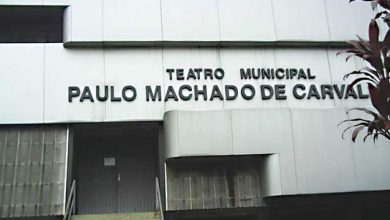 TEATRO MUNICIPAL
PAULO MACHADO DE CARVAL